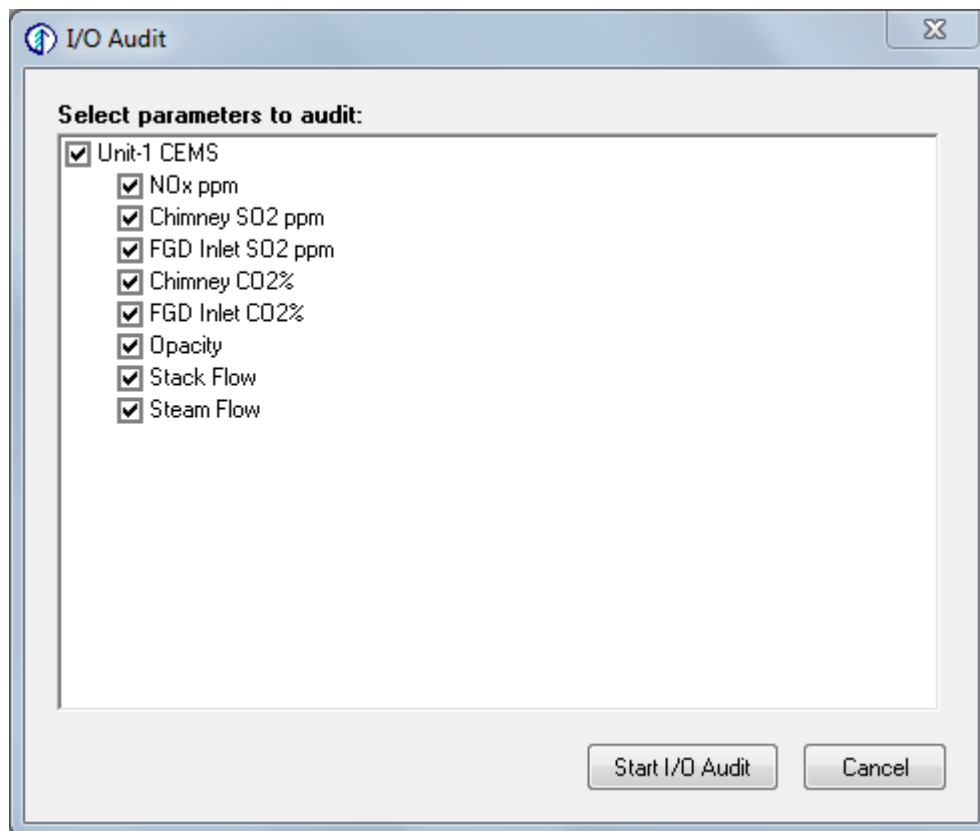 I/O Audit
Select parameters to audit:
Unit-1 CEMS
NOx ppm
Chimney SO2 ppm
FGD Inlet SO2 ppm
Chimney CO2%
FGD Inlet CO2%
Opacity
Stack Flow
Steam Flow
Start I/O Audit Cancel